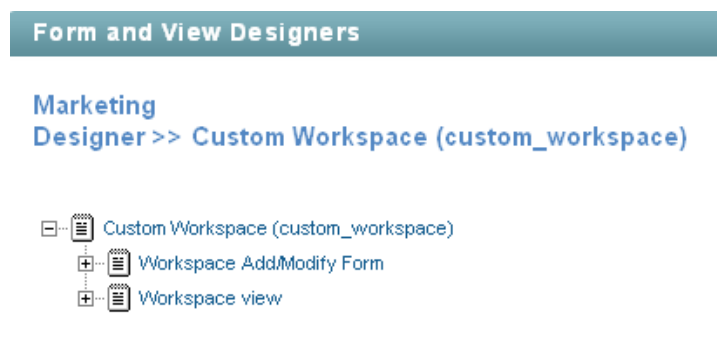 Form and View Designers
Marketing
Designer >> Custom Workspace (custom_workspace)
Custom Workspace (custom_workspace)
Workspace Add/Modify Form
Workspace view